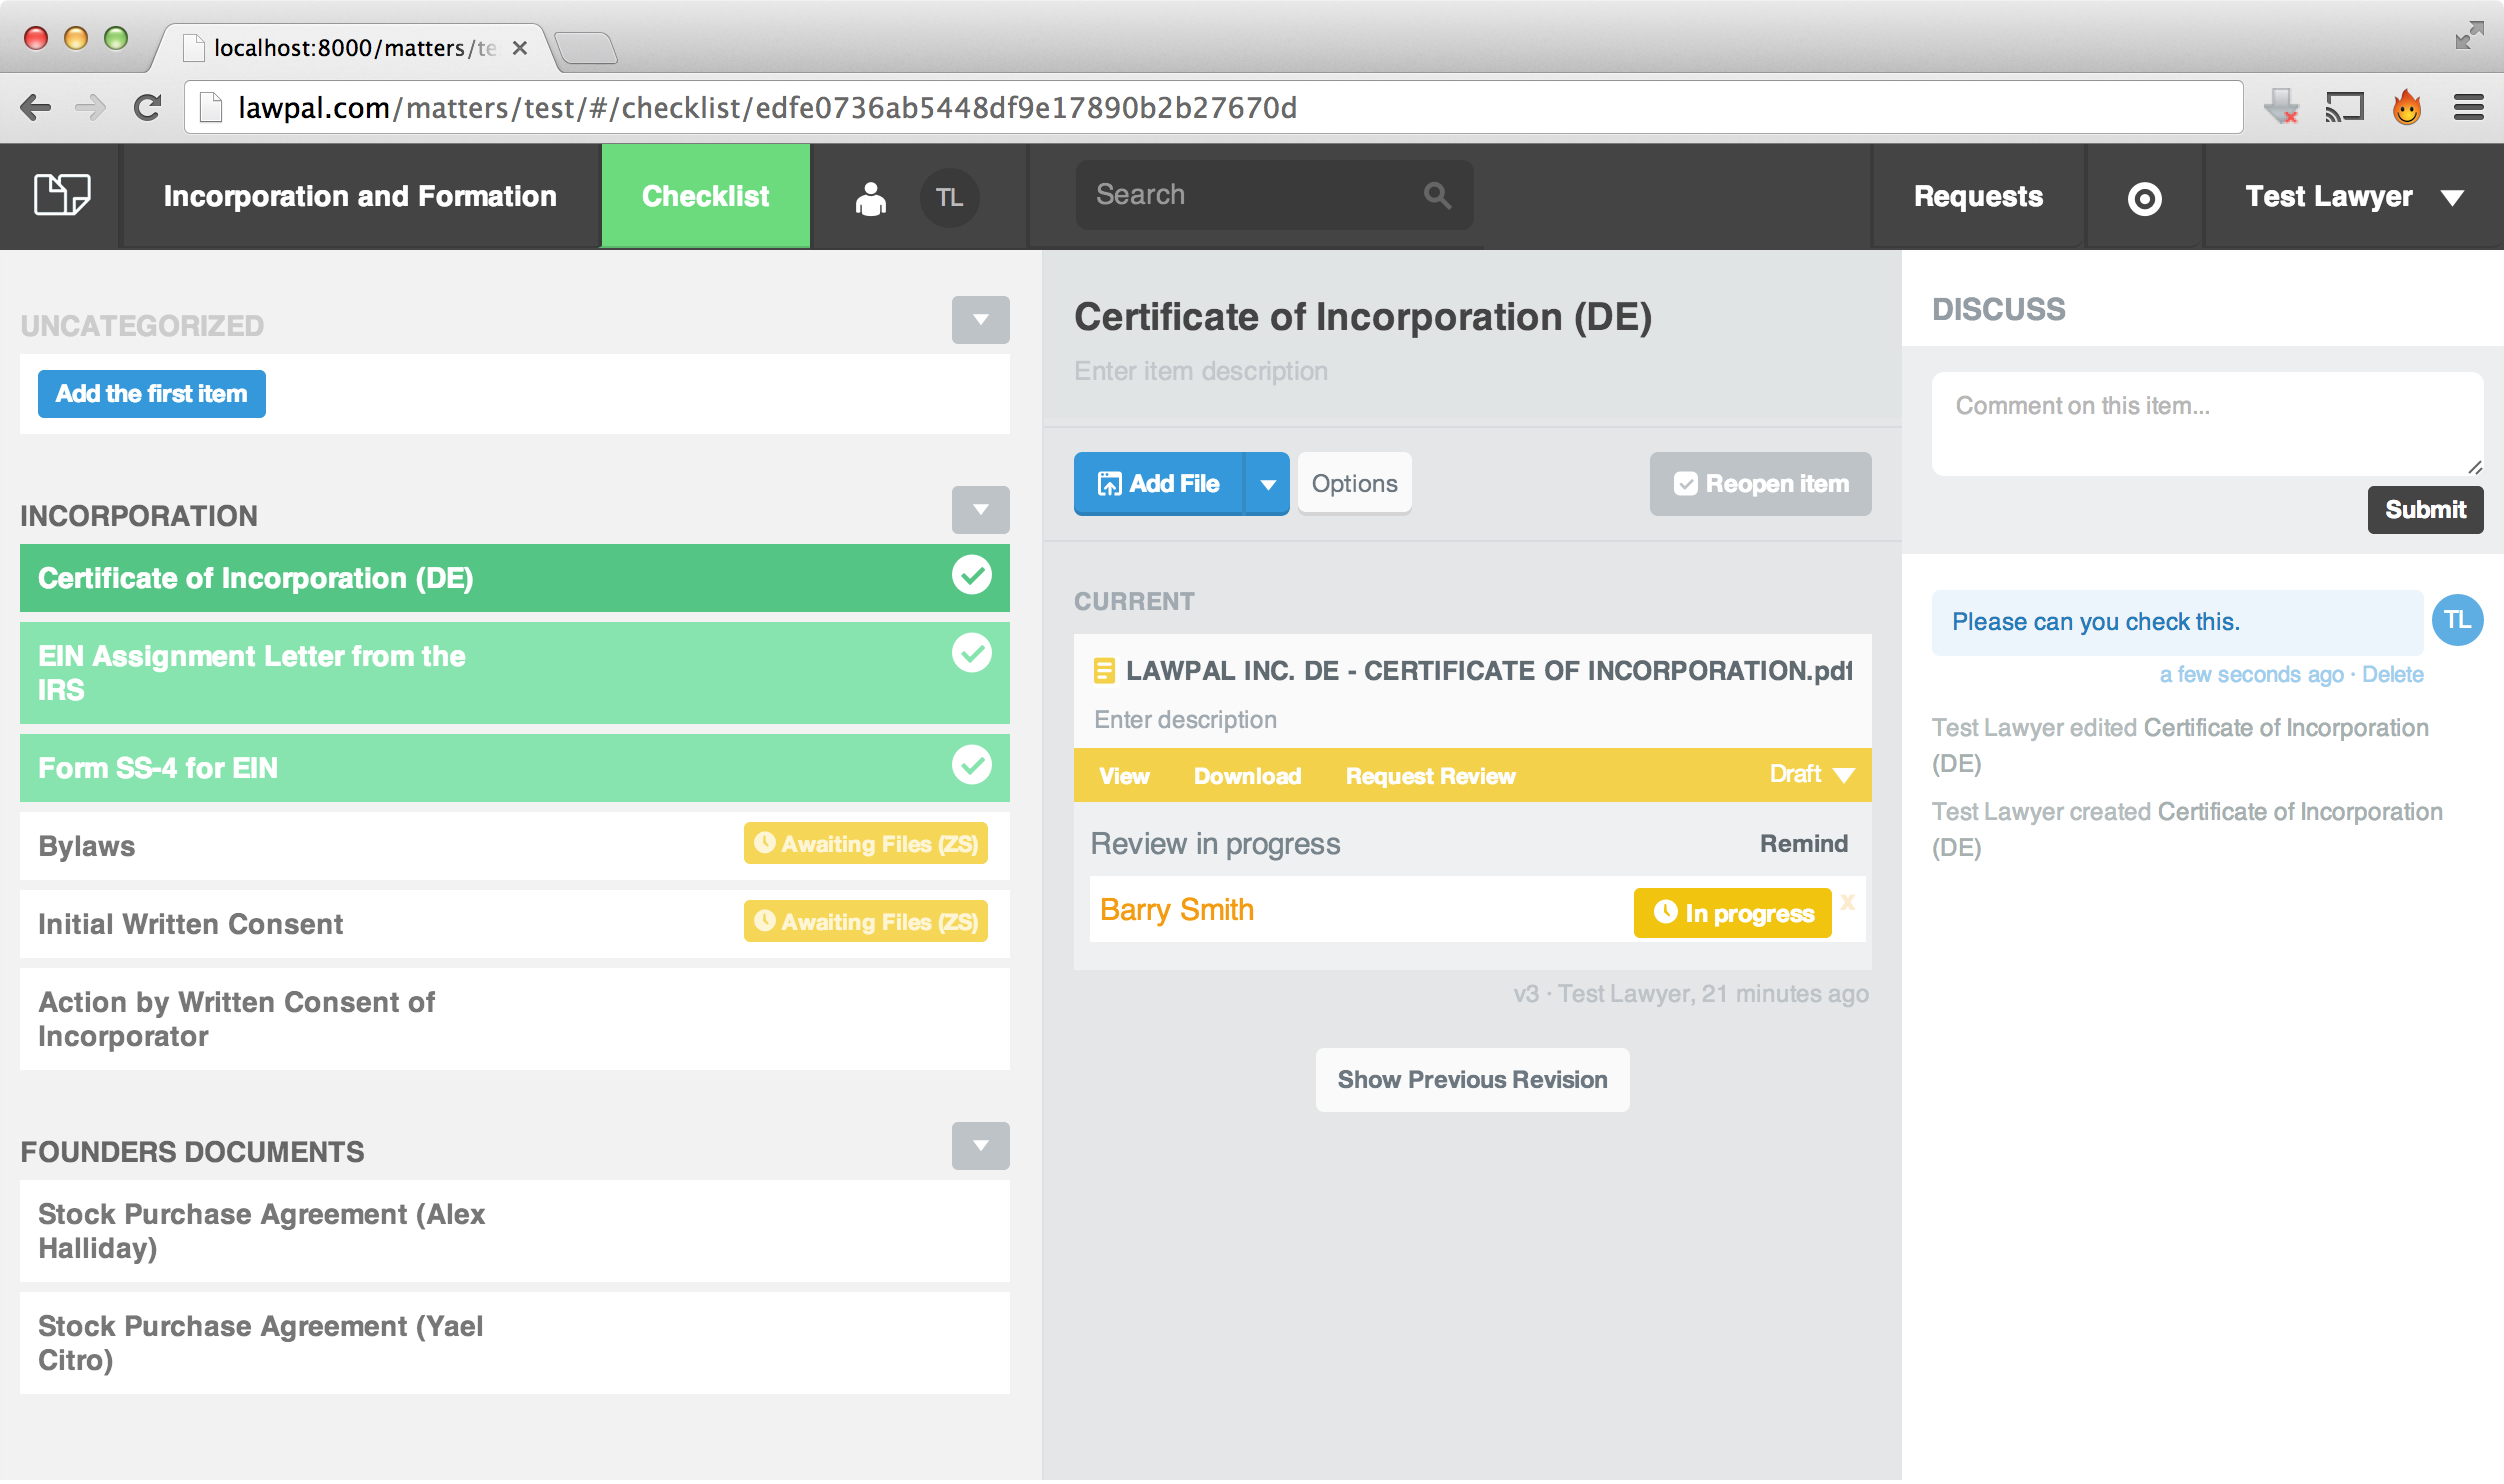 localhost:8000/matters/te
lawpal.com/matters/test/#/checklist/edfe0736ab5448df9e17890b2b27670d
Incorporation and Formation
Checklist
TL
Search
Requests
Test Lawyer
UNCATEGORIZED
Add the first item
INCORPORATION
Certificate of Incorporation (DE)
EIN Assignment Letter from the
IRS
Form SS-4 for EIN
Bylaws
Awaiting Files (ZS)
Initial Written Consent
Awaiting Files (ZS)
Action by Written Consent of
Incorporator
FOUNDERS DOCUMENTS
Stock Purchase Agreement (Alex
Halliday)
Stock Purchase Agreement (Yael
Citro)
Certificate of Incorporation (DE)
Enter item description
Add File
Options
Reopen item
CURRENT
LAWPAL INC. DE - CERTIFICATE OF INCORPORATION.pdf
Enter description
View
Download
Request Review
Draft
Review in progress
Remind
Barry Smith
In progress
x
v3 · Test Lawyer, 21 minutes ago
Show Previous Revision
DISCUSS
Comment on this item...
Submit
Please can you check this.
TL
a few seconds ago · Delete
Test Lawyer edited Certificate of Incorporation
(DE)
Test Lawyer created Certificate of Incorporation
(DE)